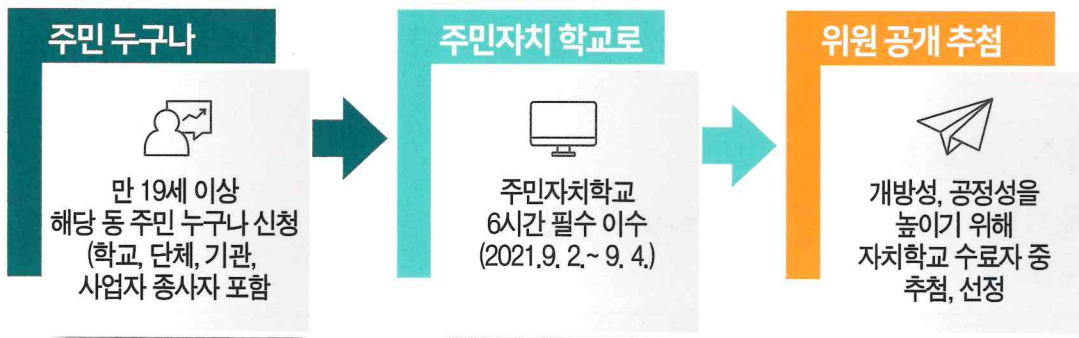 주민 누구나
만 19세 이상
해당 동 주민 누구나 신청
(학교, 단체, 기관,
사업자 종사자 포함
주민자치 학교로
주민자치학교
6시간 필수 이수
(2021.9. 2.~ 9. 4.)
위원 공개 추첨
개방성, 공정성을
높이기 위해
자치학교 수료자 중
추첨, 선정